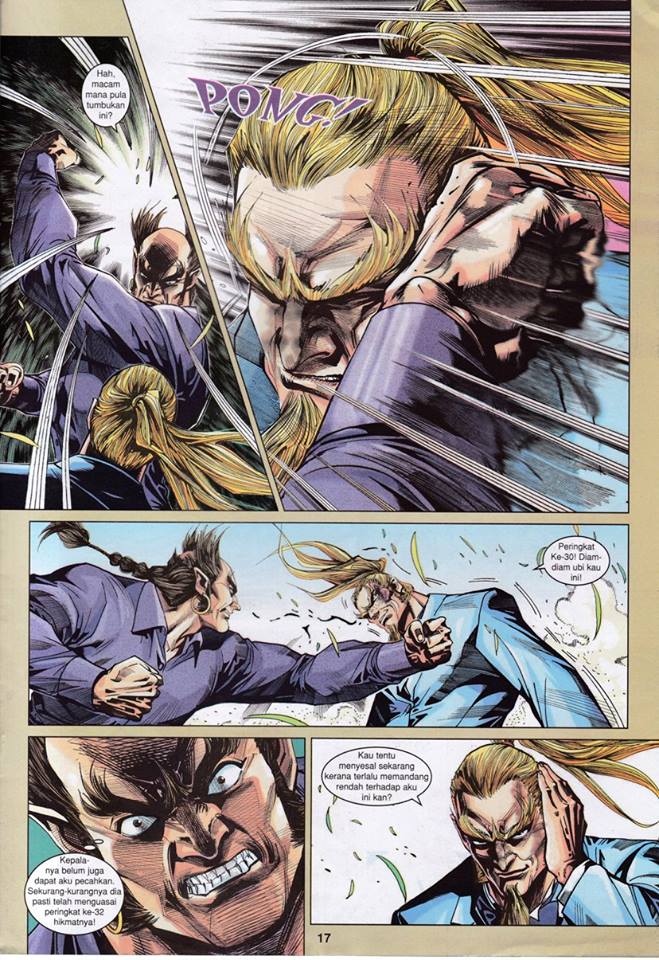 Hah,
macam
mana pula
tumbukan
ini?
PONG!
Peringkat
Ke-30! Diam-
diam ubi kau
ini!
Kepala-
nya belum juga
dapat aku pecahkan.
Sekurang-kurangnya dia
pasti telah menguasai
peringkat ke-32
hikmatnya!
Kau tentu
menyesal sekarang
kerana terlalu memandang
rendah terhadap aku
ini kan?
17